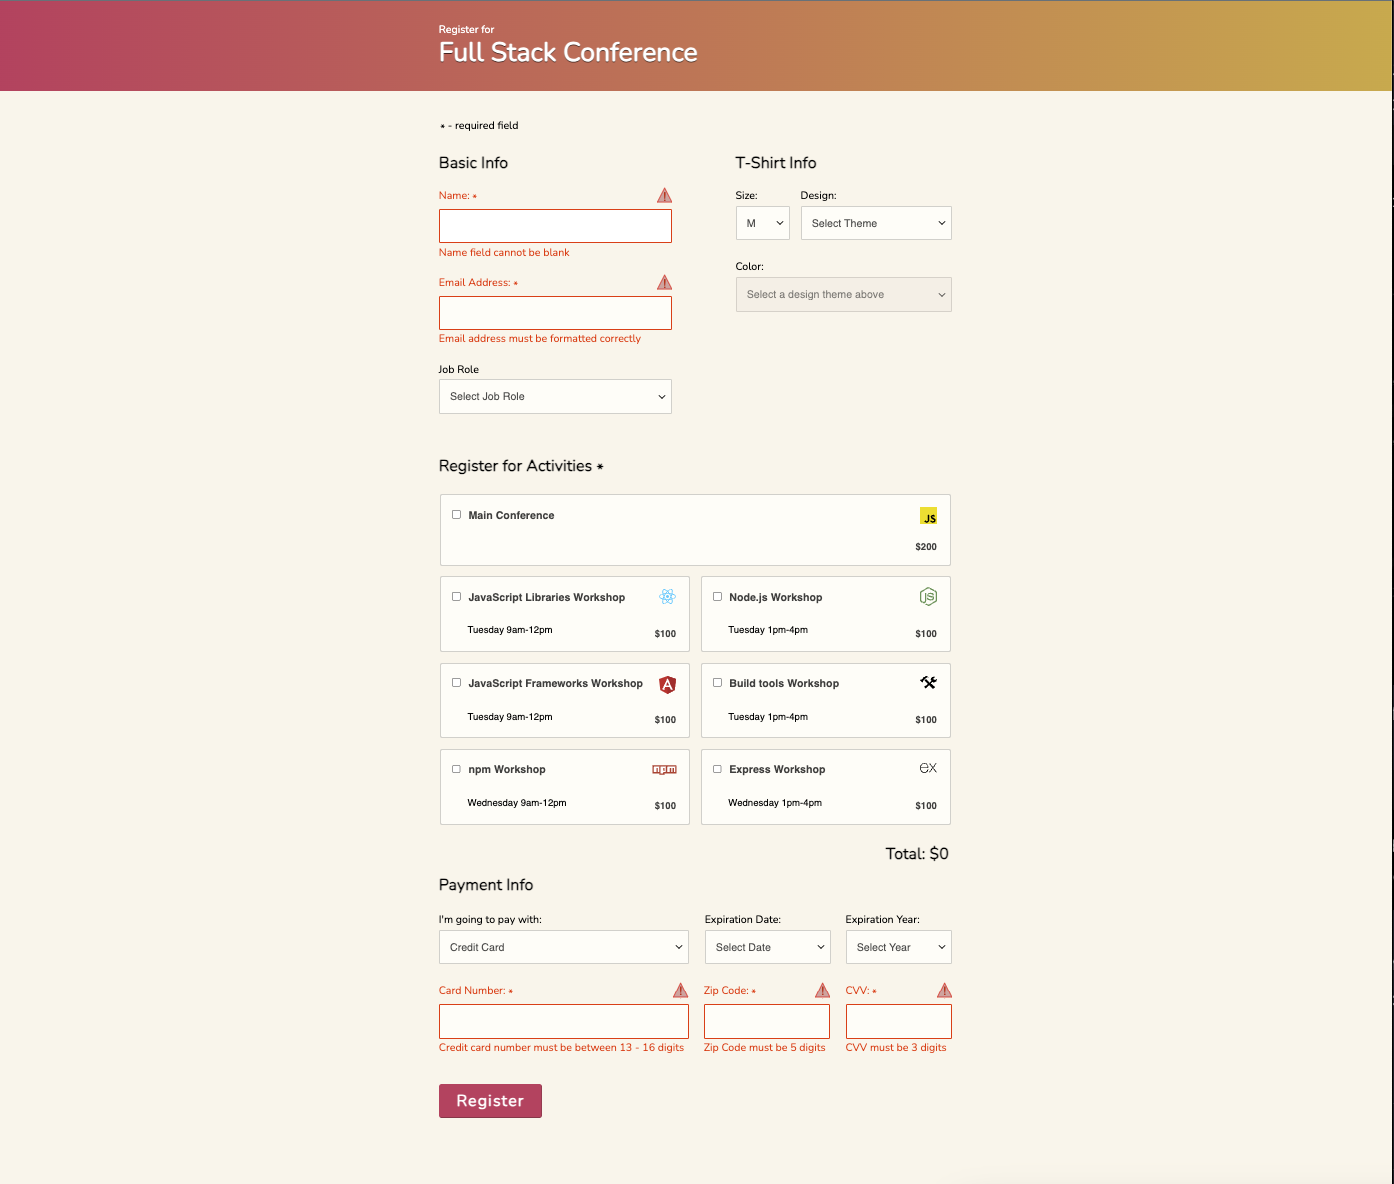 Register for
Full Stack Conference
* - required field
Basic Info
Name: *
Name field cannot be blank
Email Address: *
Email address must be formatted correctly
Job Role
Select Job Role
T-Shirt Info
Size:
Design:
M
Select Theme
Color:
Select a design theme above
Register for Activities *
Main Conference
JS
$200
JavaScript Libraries Workshop
Tuesday 9am-12pm
$100
Node.js Workshop
JS
Tuesday 1pm-4pm
$100
JavaScript Frameworks Workshop
A
Tuesday 9am-12pm
$100
Build tools Workshop
Tuesday 1pm-4pm
$100
npm Workshop
npm
Wednesday 9am-12pm
$100
Express Workshop
ex
Wednesday 1pm-4pm
$100
Total: $0
Payment Info
I'm going to pay with:
Credit Card
Expiration Date:
Select Date
Expiration Year:
Select Year
Card Number: *
Credit card number must be between 13 - 16 digits
Zip Code: *
Zip Code must be 5 digits
CVV: *
CVV must be 3 digits
Register